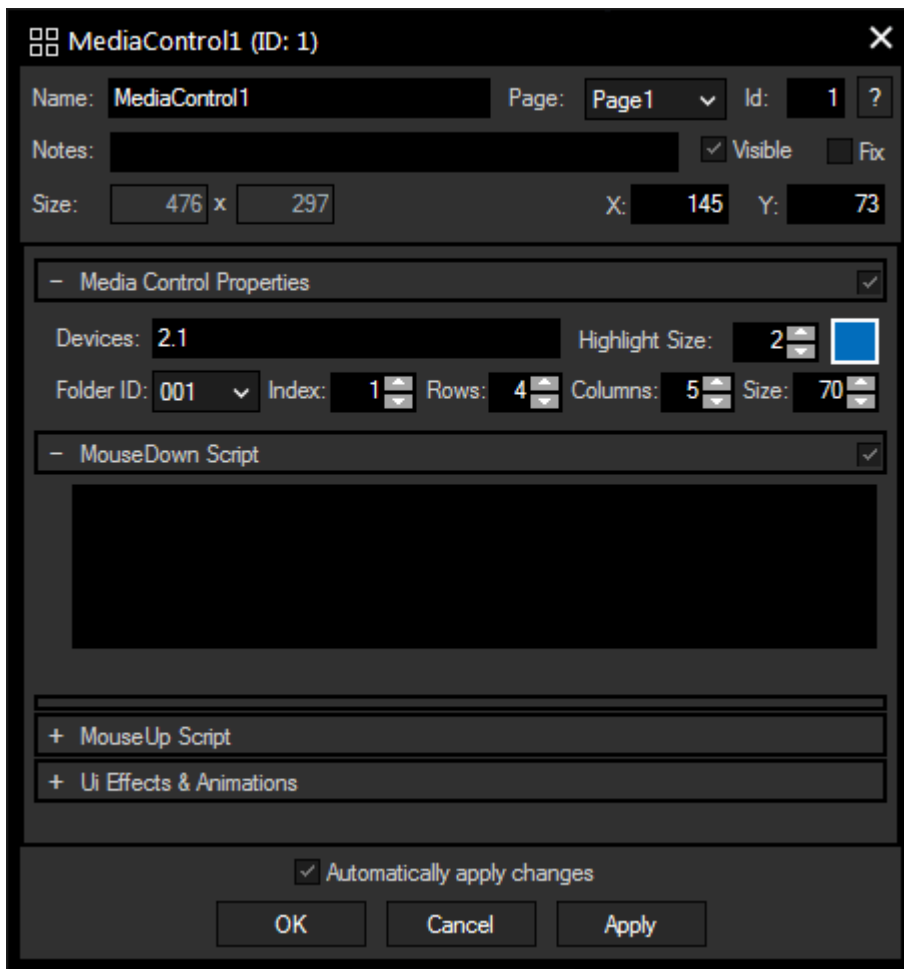 MediaControl1 (ID: 1)
Name: MediaControl1 Page: Page1 Id: 1 ?
Notes: Visible Fix
Size: 476 x 297 X: 145 Y: 73
− Media Control Properties
Devices: 2.1 Highlight Size: 2
Folder ID: 001 Index: 1 Rows: 4 Columns: 5 Size: 70
− MouseDown Script
+ MouseUp Script
+ Ui Effects & Animations
Automatically apply changes
OK Cancel Apply